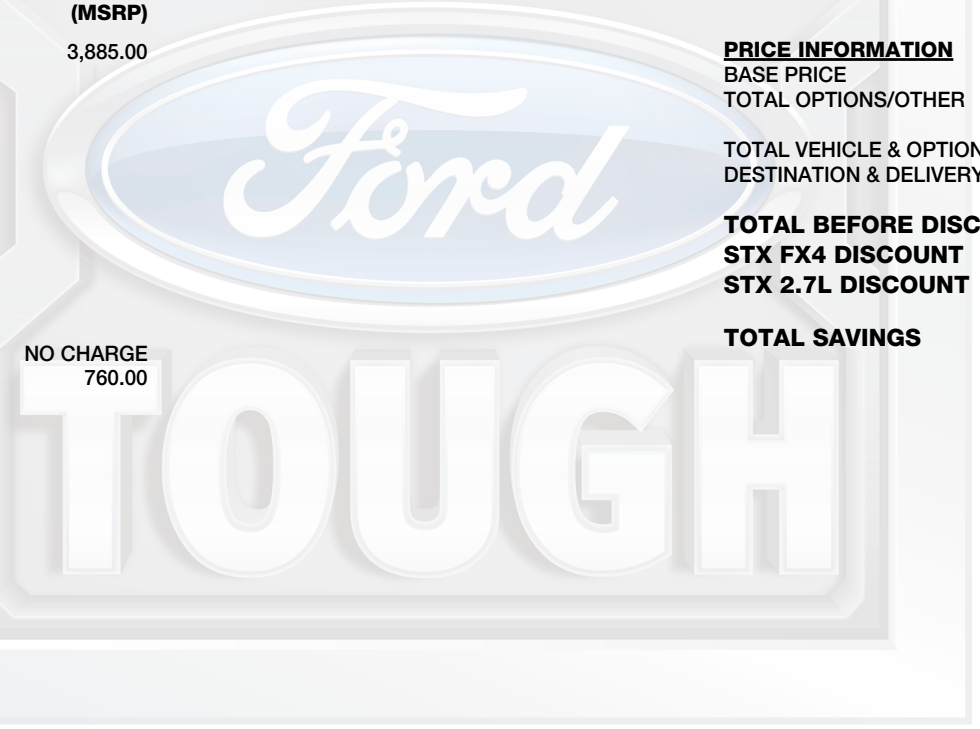 (MSRP)
3,885.00
NO CHARGE
760.00
PRICE INFORMATION
BASE PRICE
TOTAL OPTIONS/OTHER
TOTAL VEHICLE & OPTION
DESTINATION & DELIVERY
TOTAL BEFORE DISC
STX FX4 DISCOUNT
STX 2.7L DISCOUNT
TOTAL SAVINGS
Ford
TOUGH